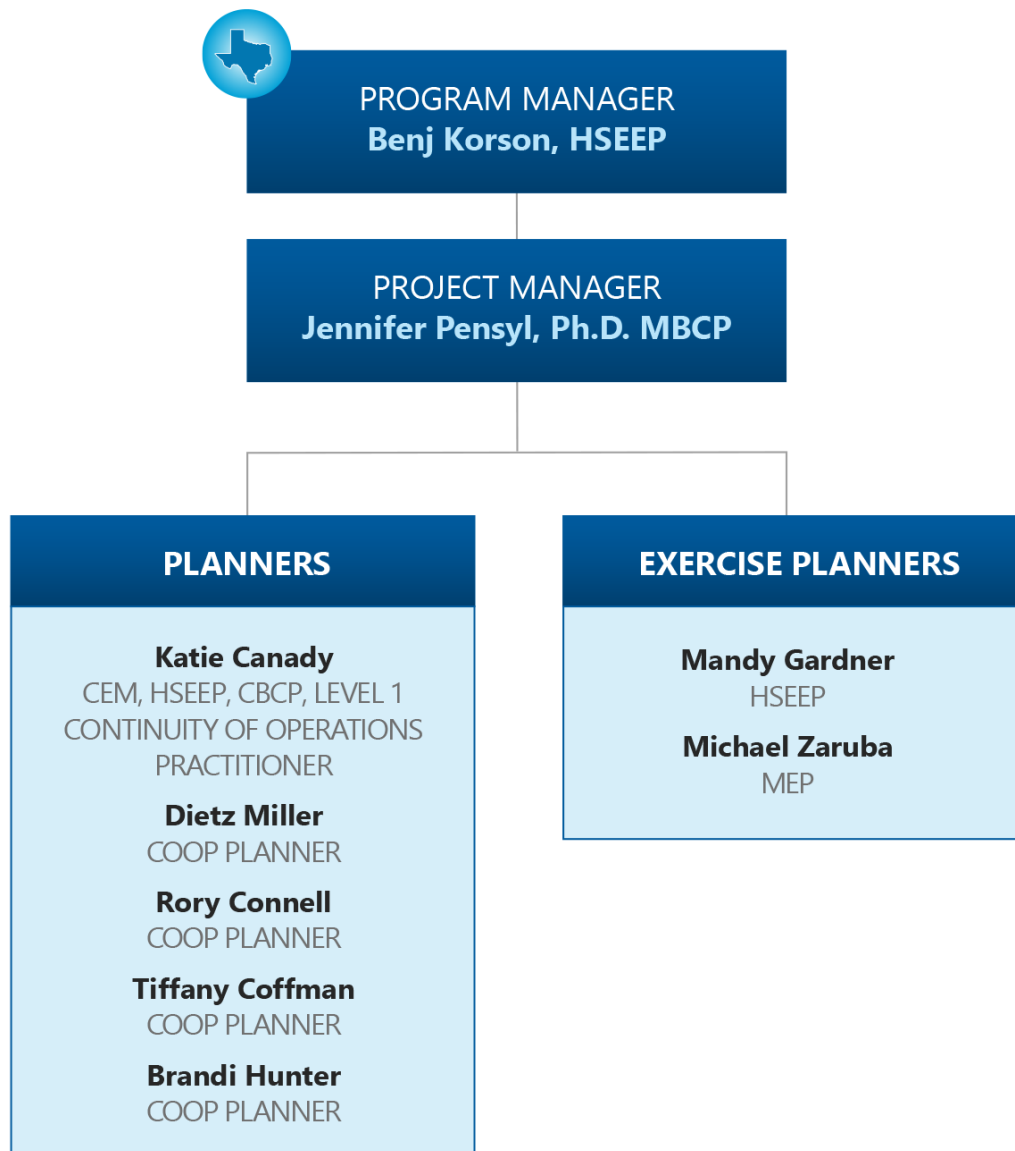 PROGRAM MANAGER
Benj Korson, HSEEP
PROJECT MANAGER
Jennifer Pensyl, Ph.D. MBCP
PLANNERS
Katie Canady
CEM, HSEEP, CBCP, LEVEL 1
CONTINUITY OF OPERATIONS
PRACTITIONER
Dietz Miller
COOP PLANNER
Rory Connell
COOP PLANNER
Tiffany Coffman
COOP PLANNER
Brandi Hunter
COOP PLANNER
EXERCISE PLANNERS
Mandy Gardner
HSEEP
Michael Zaruba
MEP